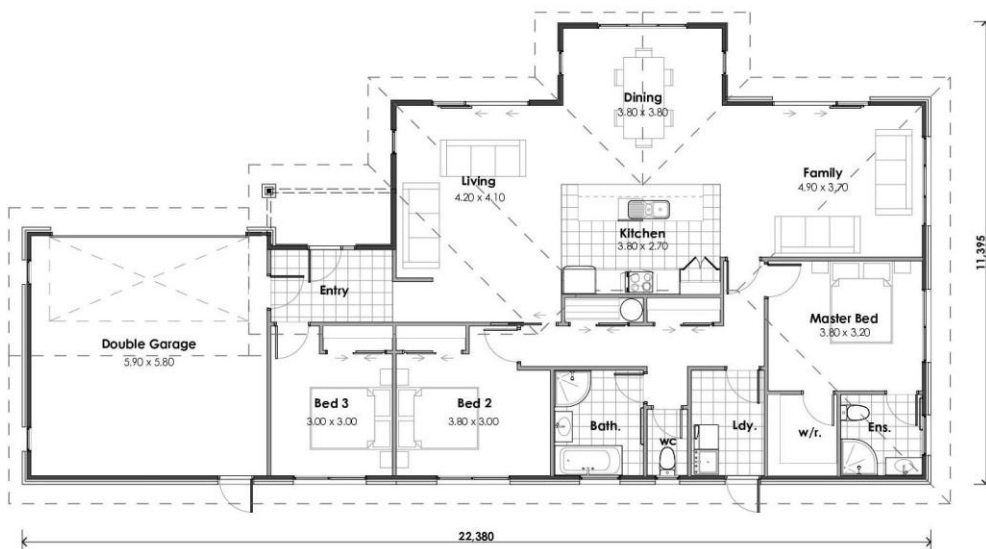 Dining
3.80 x 3.80
Living
4.20 x 4.10
Family
4.90 x 3.70
Kitchen
3.80 x 2.70
11,395
Entry
Master Bed
3.80 x 3.20
Double Garage
5.90 x 5.80
Bed 3
3.00 x 3.00
Bed 2
3.80 x 3.00
Bath.
wc
Ldy.
w/r.
Ens.
22,380